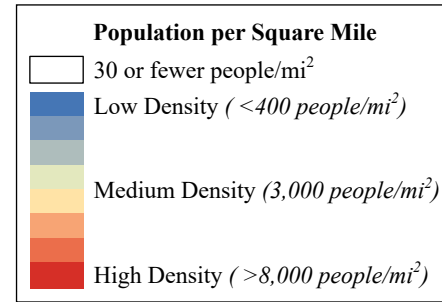 Population per Square Mile
30 or fewer people/mi²
Low Density ( <400 people/mi²)
Medium Density (3,000 people/mi²)
High Density ( >8,000 people/mi²)